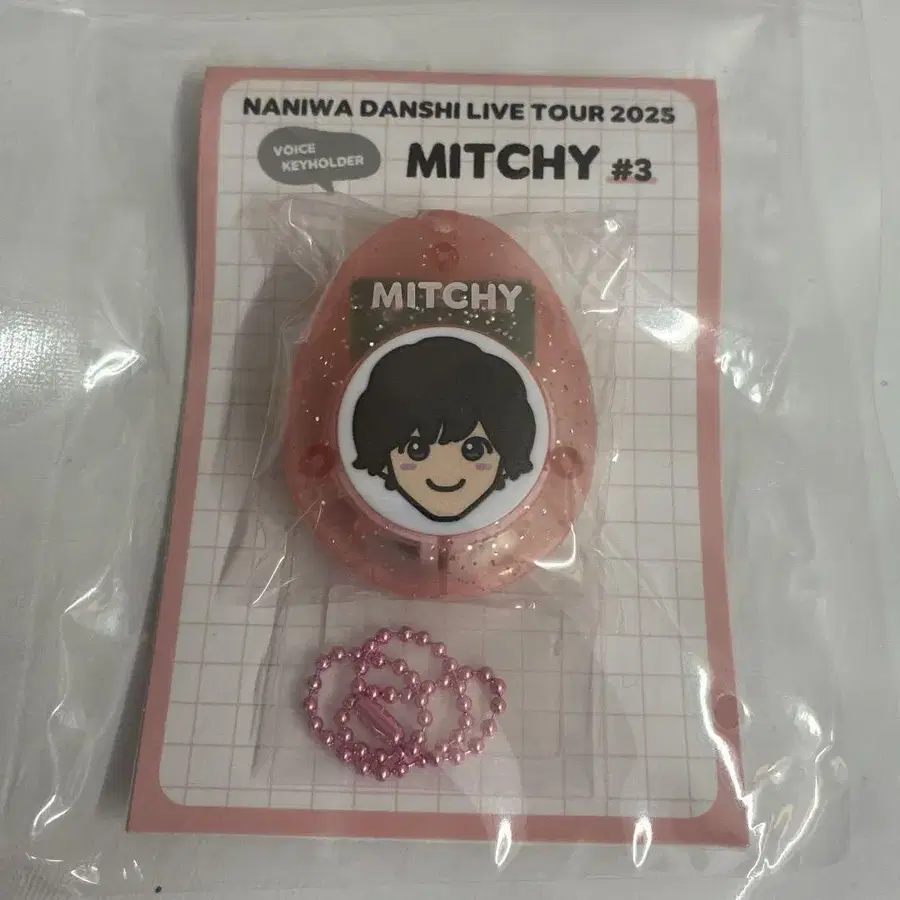 NANIWA DANSHI LIVE TOUR 2025
VOICE
KEYHOLDER
MITCHY #3
MITCHY